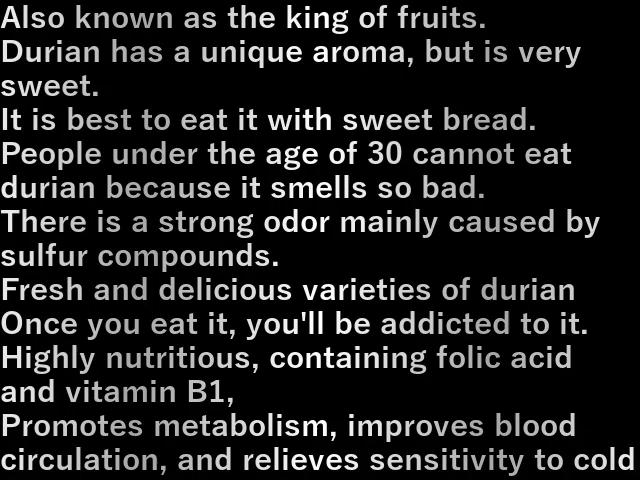 Also known as the king of fruits.
Durian has a unique aroma, but is very
sweet.
It is best to eat it with sweet bread.
People under the age of 30 cannot eat
durian because it smells so bad.
There is a strong odor mainly caused by
sulfur compounds.
Fresh and delicious varieties of durian
Once you eat it, you'll be addicted to it.
Highly nutritious, containing folic acid
and vitamin B1,
Promotes metabolism, improves blood
circulation, and relieves sensitivity to cold